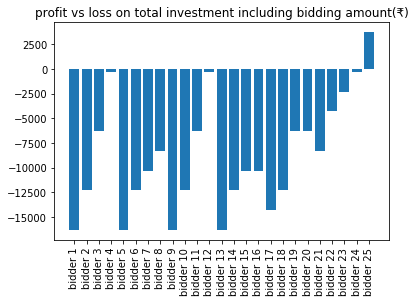 profit vs loss on total investment including bidding amount(₹)
2500
0
−2500
−5000
−7500
−10000
−12500
−15000
bidder 1
bidder 2
bidder 3
bidder 4
bidder 5
bidder 6
bidder 7
bidder 8
bidder 9
bidder 10
bidder 11
bidder 12
bidder 13
bidder 14
bidder 15
bidder 16
bidder 17
bidder 18
bidder 19
bidder 20
bidder 21
bidder 22
bidder 23
bidder 24
bidder 25